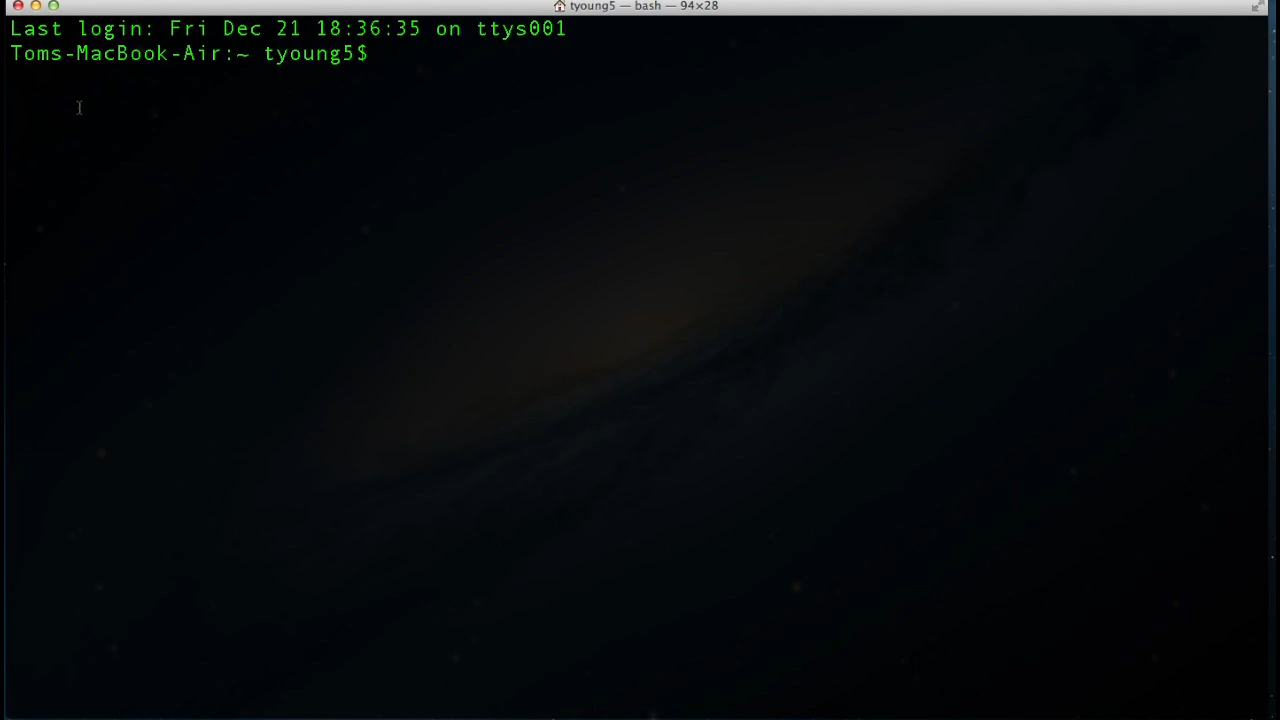 tyoung5 — bash — 94×28
Last login: Fri Dec 21 18:36:35 on ttys001
Toms-MacBook-Air:~ tyoung5$